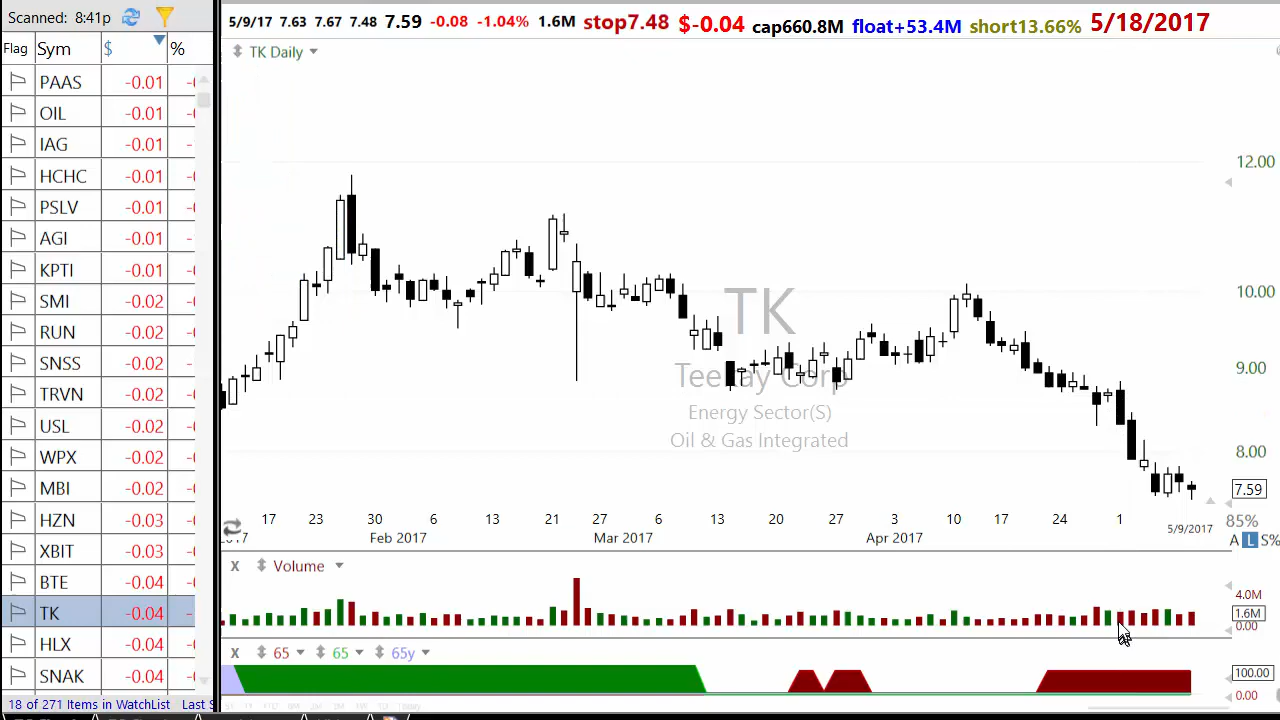 Scanned: 8:41p
Flag Sym $ %
PAAS -0.01
OIL -0.01
IAG -0.01
HCHC -0.01
PSLV -0.01
AGI -0.01
KPTI -0.01
SMI -0.02
RUN -0.02
SNSS -0.02
TRVN -0.02
USL -0.02
WPX -0.02
MBI -0.02
HZN -0.03
XBIT -0.03
BTE -0.04
TK -0.04
HLX -0.04
SNAK -0.04
18 of 271 Items in WatchList Last
5/9/17 7.63 7.67 7.48 7.59 -0.08 -1.04% 1.6M stop7.48 $-0.04 cap660.8M float+53.4M short13.66% 5/18/2017
TK Daily
12.00
10.00
9.00
8.00
7.59
TK
Teekay Corp
Energy Sector(S)
Oil & Gas Integrated
17 23 30 6 13 21 27 6 13 20 27 3 10 17 24 1 5/9/2017
Feb 2017 Mar 2017 Apr 2017
85%
A L S%
X Volume
4.0M
1.6M
0.00
X 65 65 65y
100.00
0.00